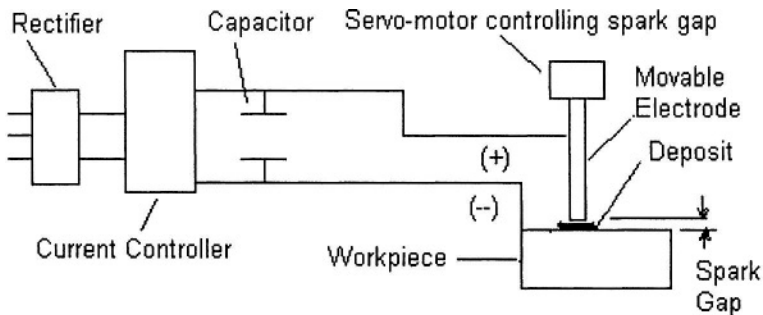 Rectifier
Capacitor
Servo-motor controlling spark gap
Movable
Electrode
Deposit
(+)
(--)
Current Controller
Workpiece
Spark
Gap